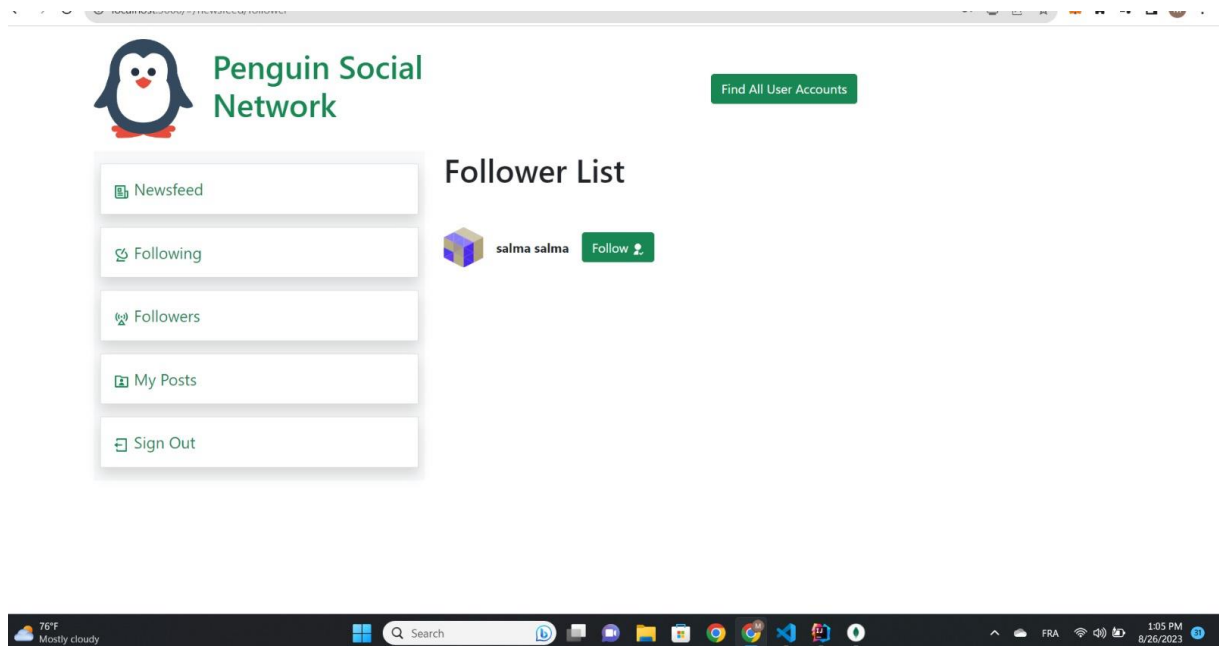 Penguin Social
Network
Find All User Accounts
Newsfeed
Following
Followers
My Posts
Sign Out
Follower List
salma salma
Follow
76°F
Mostly cloudy
Search
FRA
1:05 PM
8/26/2023
31